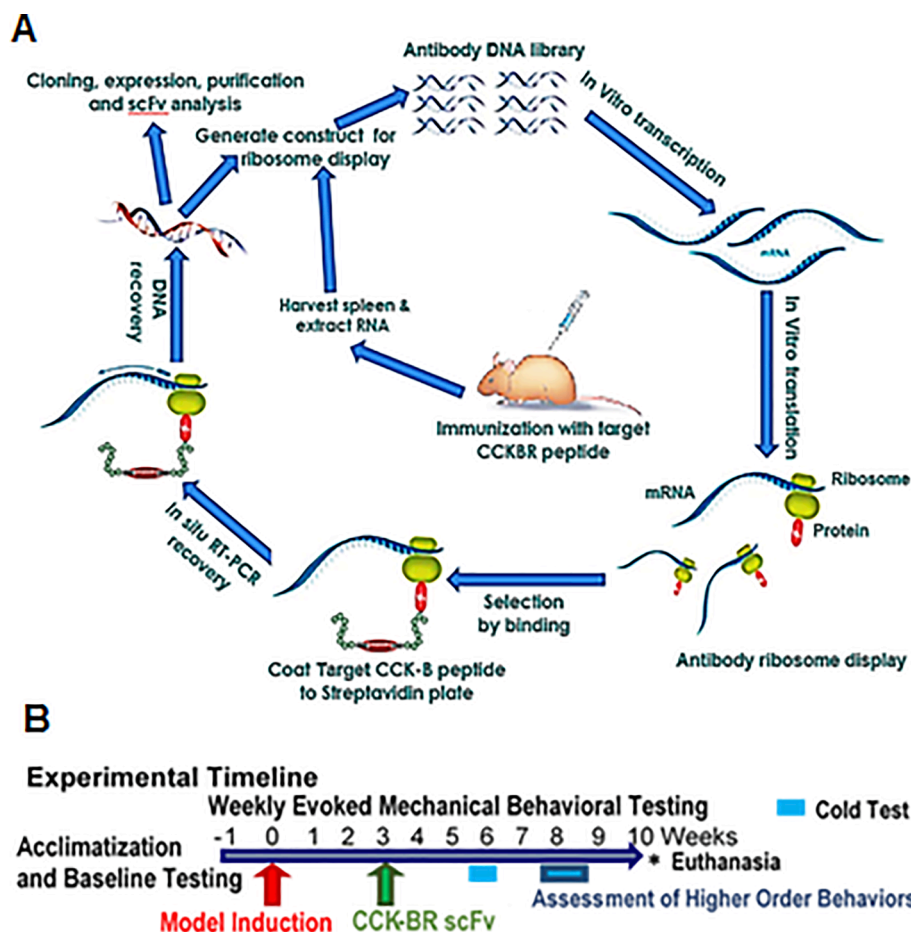 A
Antibody DNA library
Cloning, expression, purification
and scFv analysis
Generate construct for
ribosome display
In Vitro transcription
mRNA
DNA
recovery
Harvest spleen &
extract RNA
In Vitro translation
Immunization with target
CCKBR peptide
mRNA
Ribosome
Protein
In situ RT-PCR
recovery
Selection
by binding
Antibody ribosome display
Coat Target CCK-B peptide
to Streptavidin plate
B
Experimental Timeline
Weekly Evoked Mechanical Behavioral Testing
Cold Test
-1 0 1 2 3 4 5 6 7 8 9 10 Weeks
Acclimatization
and Baseline Testing
* Euthanasia
Model Induction
CCK-BR scFv
Assessment of Higher Order Behaviors